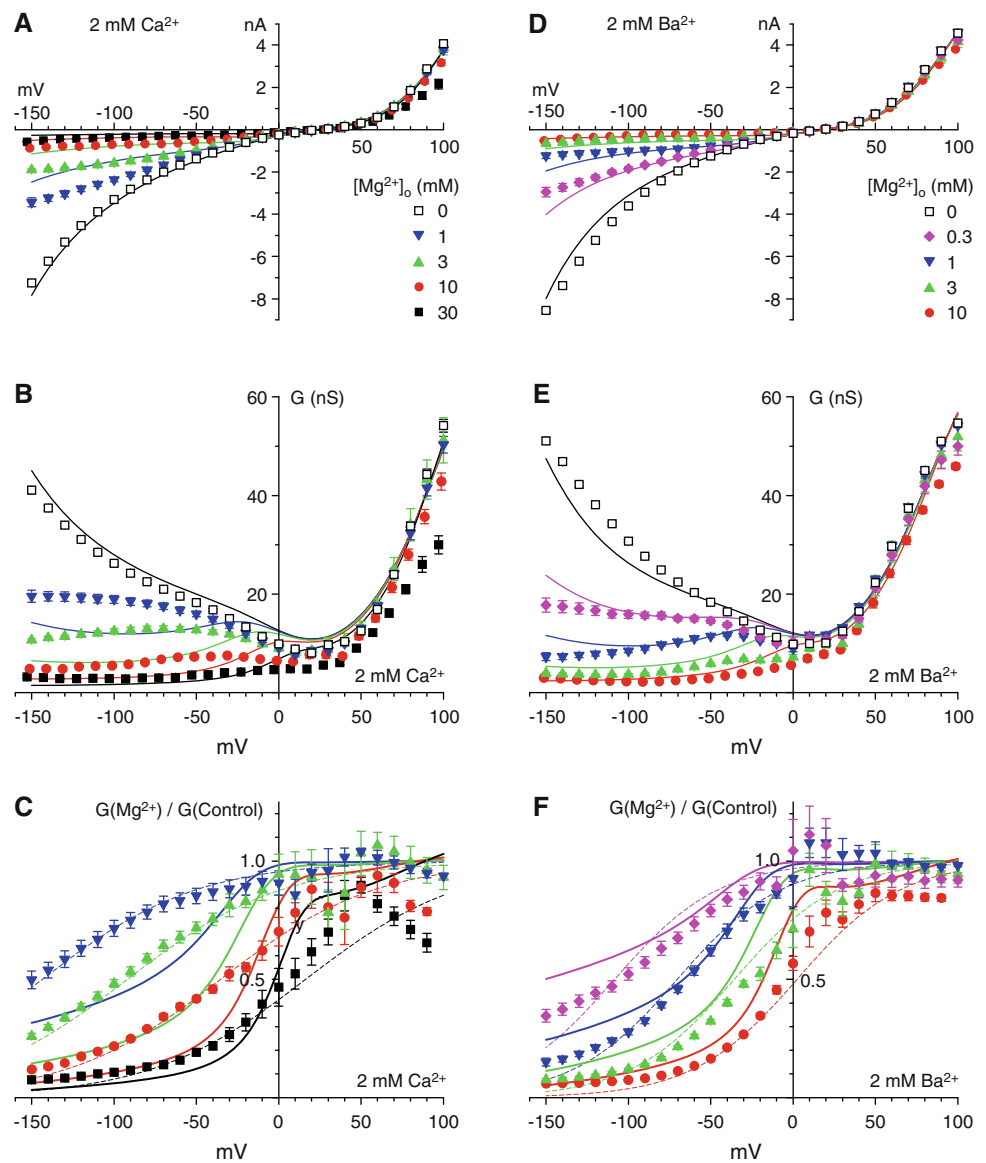 A
2 mM Ca²⁺
nA
4
2
mV
-150
-100
-50
50
100
-2
-4
-6
-8
[Mg²⁺]ₒ (mM)
0
1
3
10
30
D
2 mM Ba²⁺
nA
4
2
mV
-150
-100
-50
50
100
-2
-4
-6
-8
[Mg²⁺]ₒ (mM)
0
0.3
1
3
10
B
G (nS)
60
40
20
2 mM Ca²⁺
-150
-100
-50
0
50
100
mV
E
G (nS)
60
40
20
2 mM Ba²⁺
-150
-100
-50
0
50
100
mV
C
G(Mg²⁺) / G(Control)
1.0
y
0.5
2 mM Ca²⁺
-150
-100
-50
0
50
100
mV
F
G(Mg²⁺) / G(Control)
1.0
0.5
2 mM Ba²⁺
-150
-100
-50
0
50
100
mV